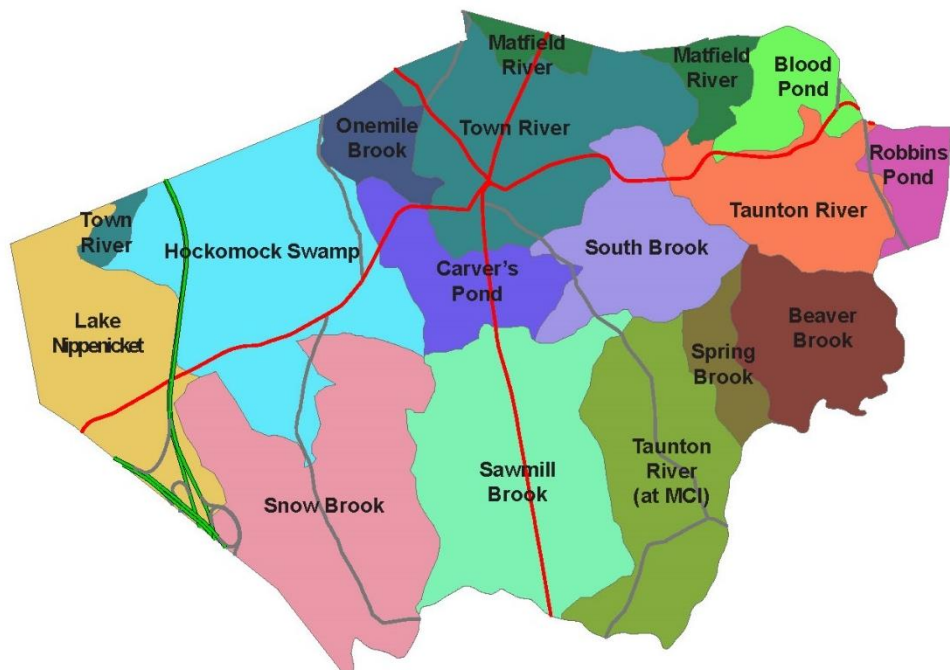 Matfield
River
Matfield
River
Blood
Pond
Onemile
Brook
Town River
Robbins
Pond
Town
River
Hockomock Swamp
Taunton River
South Brook
Carver's
Pond
Lake
Nippenicket
Beaver
Brook
Spring
Brook
Taunton
River
(at MCI)
Sawmill
Brook
Snow Brook